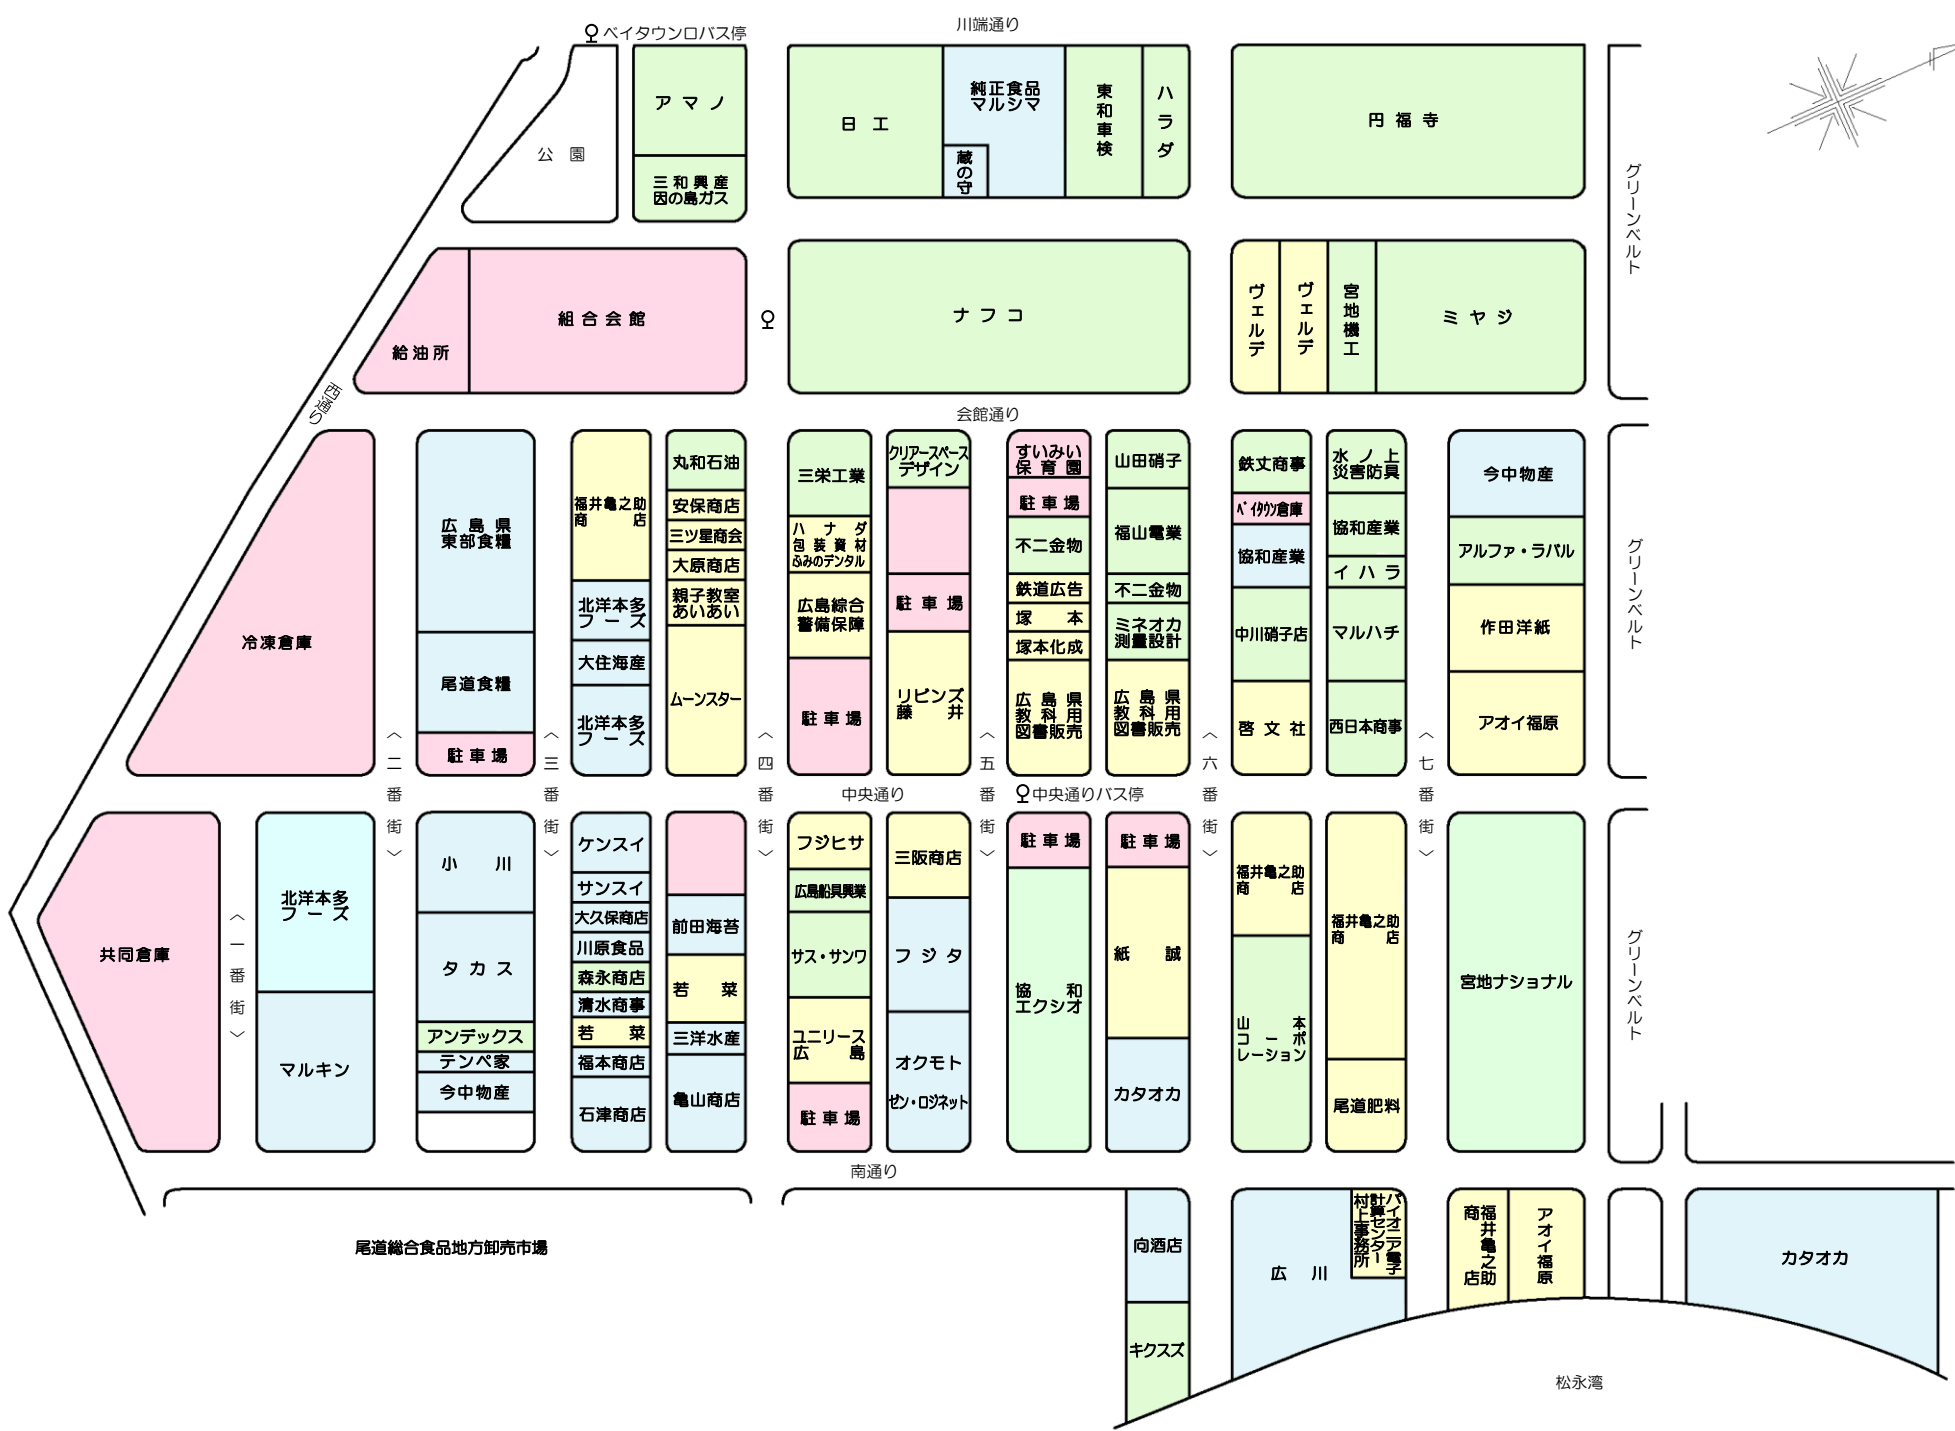 川端通り
ベイタウン口バス停
アマノ
三和興産
因の島ガス
公園
日工
純正食品
マルシマ
蔵の守
東和車検
ハラダ
円福寺
グリーンベルト
給油所
組合会館
ナフコ
ヴェルデ
ヴェルデ
宮地機工
ミヤジ
西通り
会館通り
冷凍倉庫
広島県
東部食糧
尾道食糧
駐車場
福井亀之助
商店
北洋本多
フーズ
大住海産
北洋本多
フーズ
丸和石油
安保商店
三ツ星商会
大原商店
親子教室
あいあい
ムーンスター
三栄工業
ハナダ
包装資材
ふみのデンタル
広島綜合
警備保障
駐車場
クリアースペース
デザイン
駐車場
リビンズ
藤井
すいみい
保育園
駐車場
不二金物
鉄道広告
塚本
塚本化成
広島県
教科用
図書販売
山田硝子
福山電業
不二金物
ミネオカ
測量設計
広島県
教科用
図書販売
鉄丈商事
ベイタウン倉庫
協和産業
中川硝子店
啓文社
水ノ上
災害防具
協和産業
イハラ
マルハチ
西日本商事
今中物産
アルファ・ラバル
作田洋紙
アオイ福原
グリーンベルト
〈一番街〉
〈二番街〉
〈三番街〉
〈四番街〉
〈五番街〉
〈六番街〉
〈七番街〉
中央通り
中央通りバス停
共同倉庫
北洋本多
フーズ
マルキン
小川
タカス
アンデックス
テンペ家
今中物産
ケンスイ
サンスイ
大久保商店
川原食品
森永商店
清水商事
若菜
福本商店
石津商店
前田海苔
若菜
三洋水産
亀山商店
フジヒサ
広島船具興業
サス・サンワ
ユニリース
広島
駐車場
三阪商店
フジタ
オクモト
ゼン・ロジネット
駐車場
協和
エクシオ
駐車場
紙誠
カタオカ
福井亀之助
商店
山本
コーポ
レーション
福井亀之助
商店
尾道肥料
宮地ナショナル
グリーンベルト
南通り
尾道総合食品地方卸売市場
向酒店
キクスズ
広川
パイオニア電子
計算センター
村上事務所
福井亀之助
商店
アオイ福原
カタオカ
松永湾